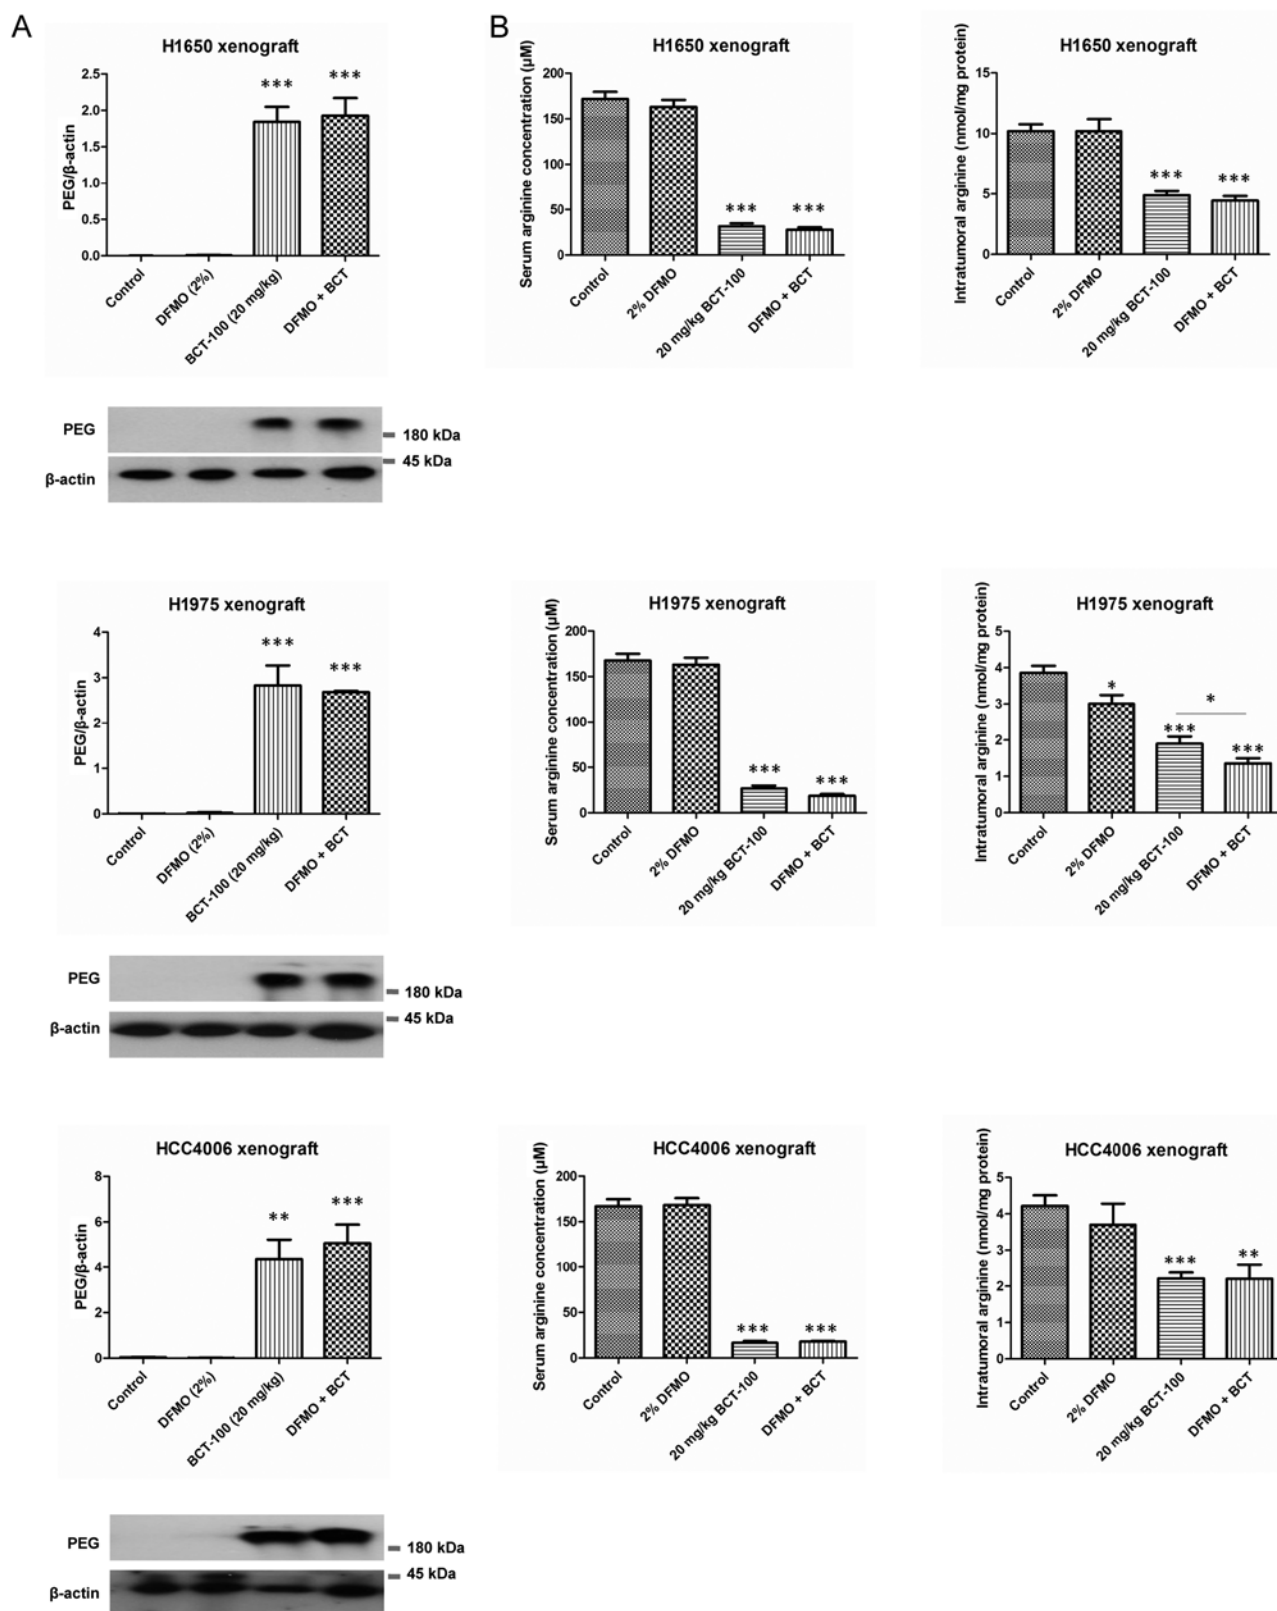 A
H1650 xenograft
PEG/β-actin
2.5
2.0
1.5
1.0
0.5
0.0
***
***
Control
DFMO (2%)
BCT-100 (20 mg/kg)
DFMO + BCT
PEG
180 kDa
45 kDa
β-actin
B
H1650 xenograft
Serum arginine concentration (μM)
200
150
100
50
0
***
***
Control
2% DFMO
20 mg/kg BCT-100
DFMO + BCT
H1650 xenograft
Intratumoral arginine (nmol/mg protein)
15
10
5
0
***
***
Control
2% DFMO
20 mg/kg BCT-100
DFMO + BCT
H1975 xenograft
PEG/β-actin
4
3
2
1
0
***
***
Control
DFMO (2%)
BCT-100 (20 mg/kg)
DFMO + BCT
PEG
180 kDa
45 kDa
β-actin
H1975 xenograft
Serum arginine concentration (μM)
200
150
100
50
0
***
***
Control
2% DFMO
20 mg/kg BCT-100
DFMO + BCT
H1975 xenograft
Intratumoral arginine (nmol/mg protein)
5
4
3
2
1
0
*
*
***
***
Control
2% DFMO
20 mg/kg BCT-100
DFMO + BCT
HCC4006 xenograft
PEG/β-actin
8
6
4
2
0
**
***
Control
DFMO (2%)
BCT-100 (20 mg/kg)
DFMO + BCT
PEG
180 kDa
45 kDa
β-actin
HCC4006 xenograft
Serum arginine concentration (μM)
200
150
100
50
0
***
***
Control
2% DFMO
20 mg/kg BCT-100
DFMO + BCT
HCC4006 xenograft
Intratumoral arginine (nmol/mg protein)
5
4
3
2
1
0
***
**
Control
2% DFMO
20 mg/kg BCT-100
DFMO + BCT